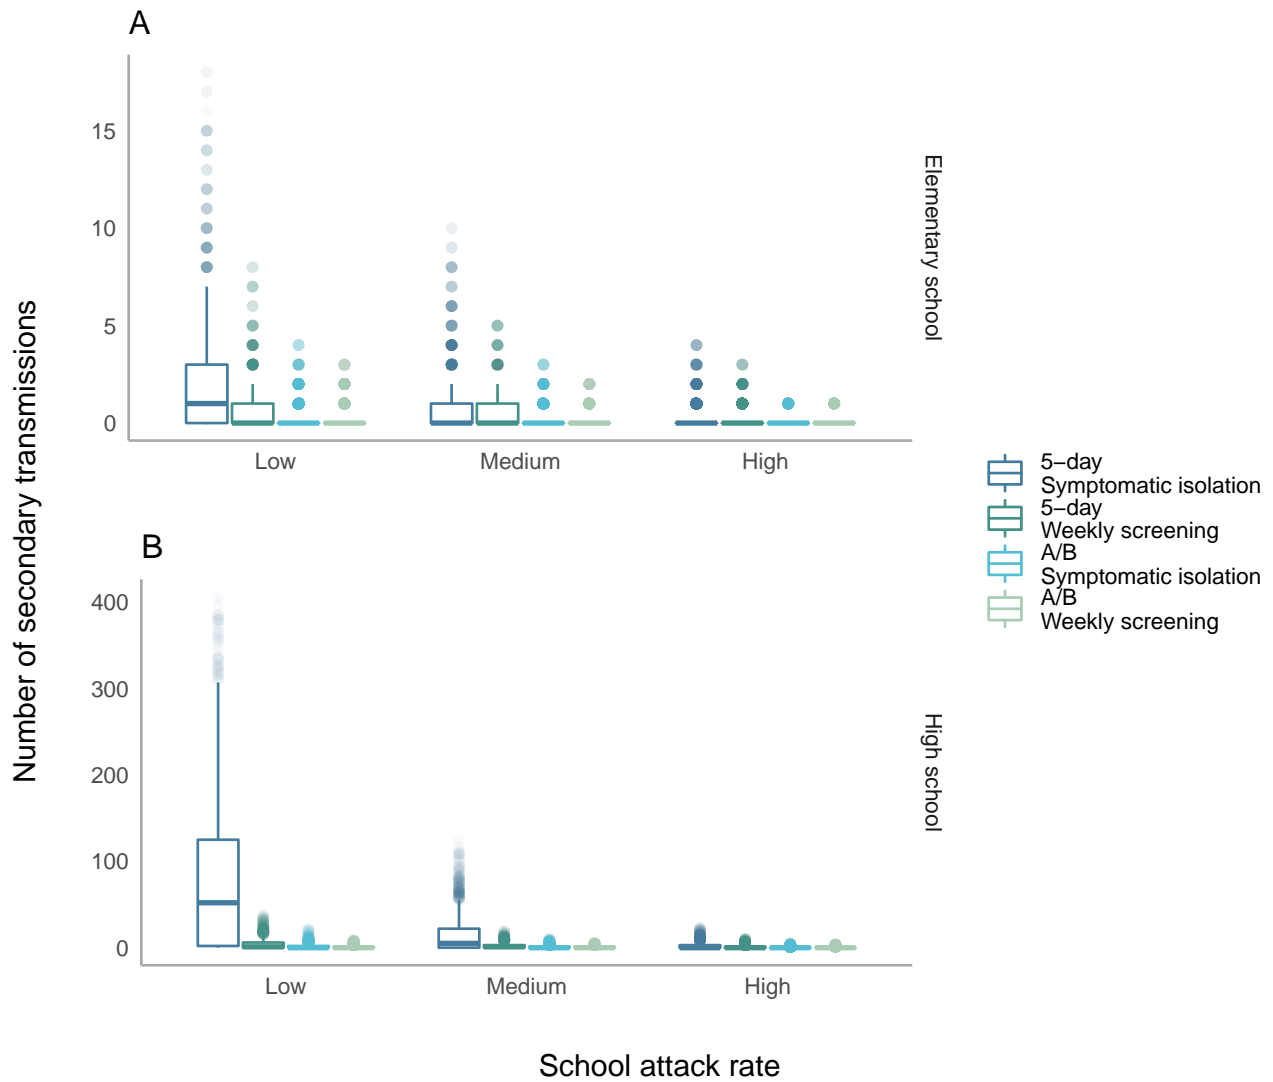 A
15
10
5
0
Low Medium High
Elementary school
Number of secondary transmissions
5−day
Symptomatic isolation
5−day
Weekly screening
A/B
Symptomatic isolation
A/B
Weekly screening
B
400
300
200
100
0
Low Medium High
High school
School attack rate